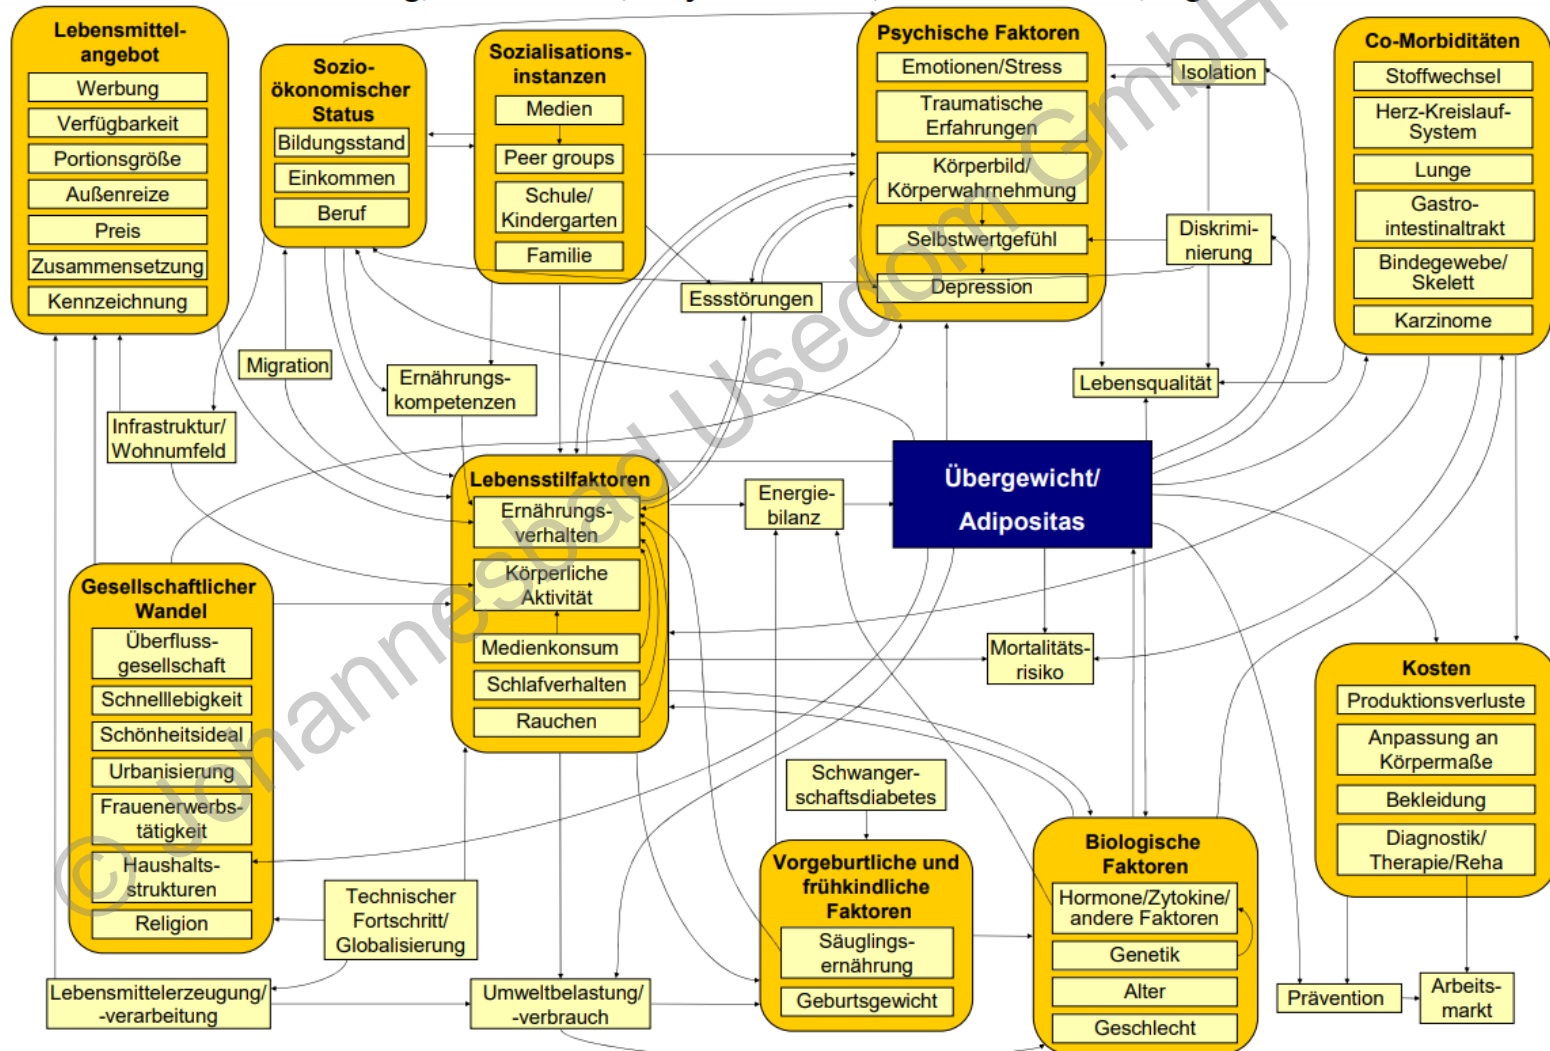 Lebensmittel-
angebot
Werbung
Verfügbarkeit
Portionsgröße
Außenreize
Preis
Zusammensetzung
Kennzeichnung
Sozio-
ökonomischer
Status
Bildungsstand
Einkommen
Beruf
Sozialisations-
instanzen
Medien
Peer groups
Schule/
Kindergarten
Familie
Psychische Faktoren
Emotionen/Stress
Traumatische
Erfahrungen
Körperbild/
Körperwahrnehmung
Selbstwertgefühl
Depression
Isolation
Diskrimi-
nierung
Co-Morbiditäten
Stoffwechsel
Herz-Kreislauf-
System
Lunge
Gastro-
intestinaltrakt
Bindegewebe/
Skelett
Karzinome
Essstörungen
Migration
Ernährungs-
kompetenzen
Lebensqualität
Infrastruktur/
Wohnumfeld
Lebensstilfaktoren
Ernährungs-
verhalten
Körperliche
Aktivität
Medienkonsum
Schlafverhalten
Rauchen
Energie-
bilanz
Übergewicht/
Adipositas
Mortalitäts-
risiko
Gesellschaftlicher
Wandel
Überfluss-
gesellschaft
Schnelllebigkeit
Schönheitsideal
Urbanisierung
Frauenerwerbs-
tätigkeit
Haushalts-
strukturen
Religion
Technischer
Fortschritt/
Globalisierung
Lebensmittelerzeugung/
-verarbeitung
Umweltbelastung/
-verbrauch
Schwanger-
schaftsdiabetes
Vorgeburtliche und
frühkindliche
Faktoren
Säuglings-
ernährung
Geburtsgewicht
Biologische
Faktoren
Hormone/Zytokine/
andere Faktoren
Genetik
Alter
Geschlecht
Kosten
Produktionsverluste
Anpassung an
Körpermaße
Bekleidung
Diagnostik/
Therapie/Reha
Prävention
Arbeits-
markt
© Johannesbad Usedom GmbH